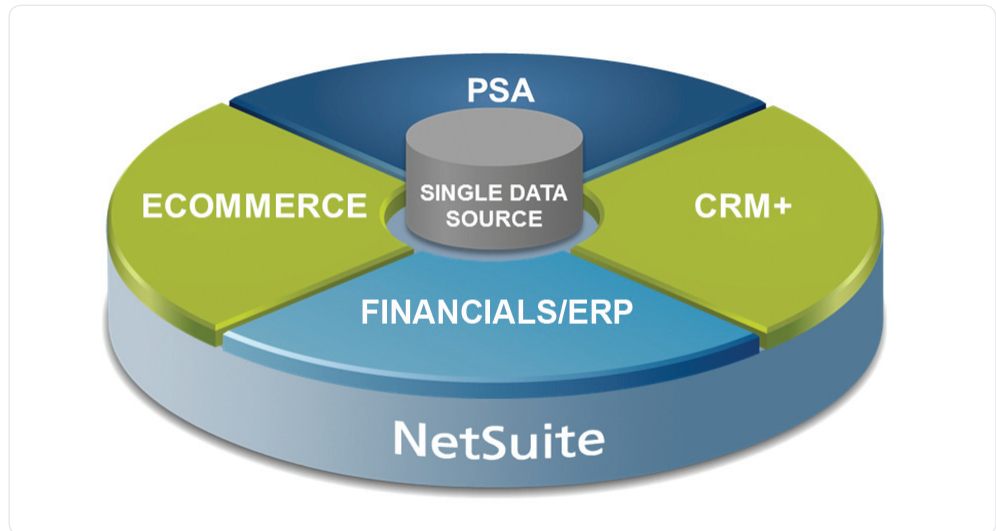 PSA
ECOMMERCE
SINGLE DATA
SOURCE
CRM+
FINANCIALS/ERP
NetSuite